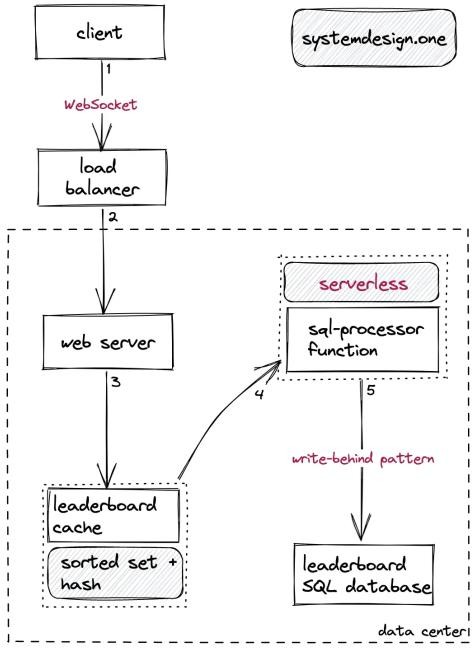 client
systemdesign.one
1
WebSocket
load
balancer
2
serverless
sql-processor
function
web server
3
4
5
write-behind pattern
leaderboard
cache
sorted set +
hash
leaderboard
SQL database
data center